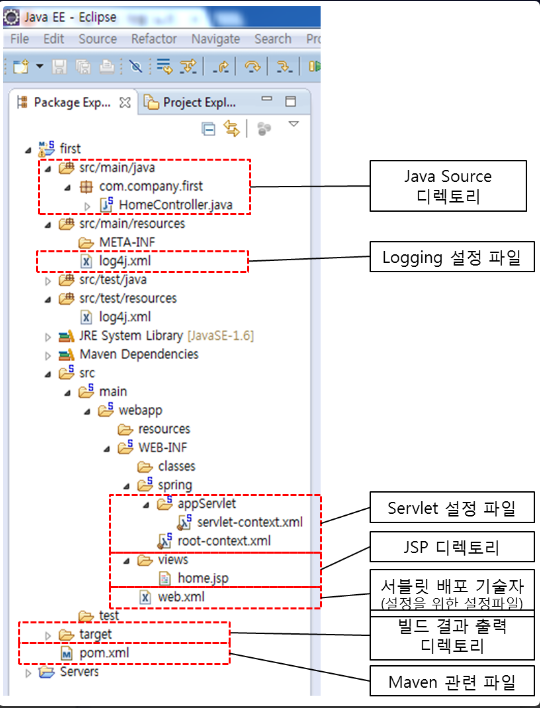 Java EE - Eclipse
File Edit Source Refactor Navigate Search
Package Exp... Project Expl...
first
src/main/java
com.company.first
HomeController.java
src/main/resources
META-INF
log4j.xml
src/test/java
src/test/resources
log4j.xml
JRE System Library [JavaSE-1.6]
Maven Dependencies
src
main
webapp
resources
WEB-INF
classes
spring
appServlet
servlet-context.xml
root-context.xml
views
home.jsp
web.xml
test
target
pom.xml
Servers
Java Source
디렉토리
Logging 설정 파일
Servlet 설정 파일
JSP 디렉토리
서블릿 배포 기술자
(설정을 위한 설정파일)
빌드 결과 출력
디렉토리
Maven 관련 파일